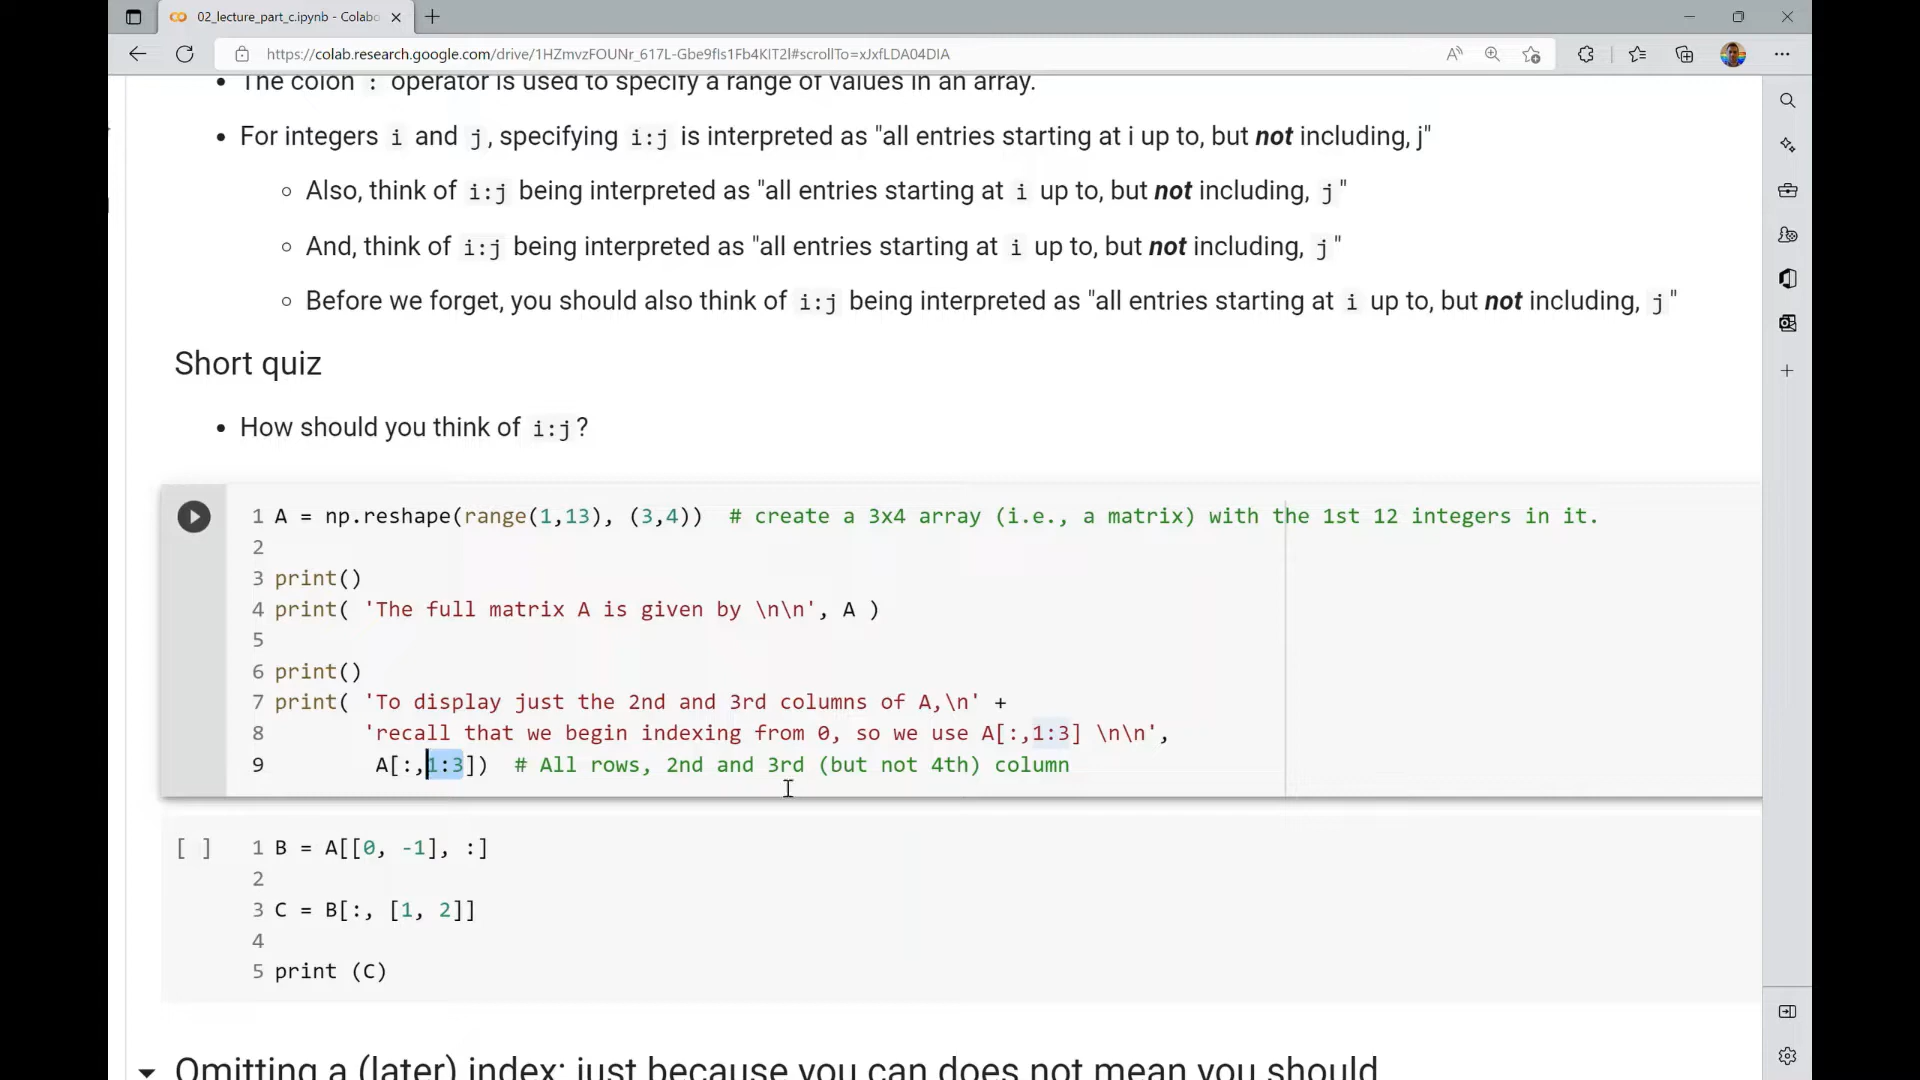 02_lecture_part_c.ipynb - Colabo
https://colab.research.google.com/drive/1HZmvzFOUNr_617L-Gbe9fIs1Fb4KIT2l#scrollTo=xJxfLDA04DIA
The colon : operator is used to specify a range of values in an array.
For integers i and j, specifying i:j is interpreted as "all entries starting at i up to, but not including, j"
Also, think of i:j being interpreted as "all entries starting at i up to, but not including, j"
And, think of i:j being interpreted as "all entries starting at i up to, but not including, j"
Before we forget, you should also think of i:j being interpreted as "all entries starting at i up to, but not including, j"
Short quiz
How should you think of i:j?
1 A = np.reshape(range(1,13), (3,4))  # create a 3x4 array (i.e., a matrix) with the 1st 12 integers in it.
2
3 print()
4 print( 'The full matrix A is given by \n\n', A )
5
6 print()
7 print( 'To display just the 2nd and 3rd columns of A,\n' +
8        'recall that we begin indexing from 0, so we use A[:,1:3] \n\n',
9        A[:,1:3])  # All rows, 2nd and 3rd (but not 4th) column
[ ] 1 B = A[[0, -1], :]
2
3 C = B[:, [1, 2]]
4
5 print (C)
Omitting a (later) index: just because you can does not mean you should